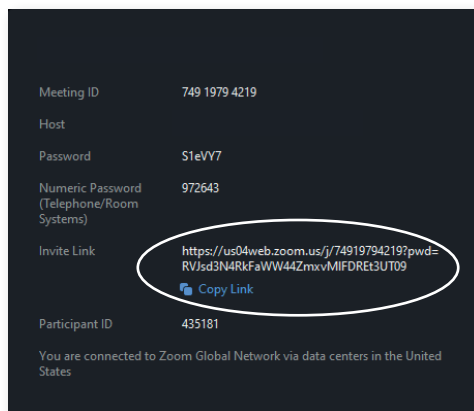 Meeting ID 749 1979 4219
Host
Password S1eVY7
Numeric Password 972643
(Telephone/Room
Systems)
Invite Link https://us04web.zoom.us/j/74919794219?pwd=
RVJsd3N4RkFaWW44ZmxvMlFDREt3UT09
Copy Link
Participant ID 435181
You are connected to Zoom Global Network via data centers in the United
States